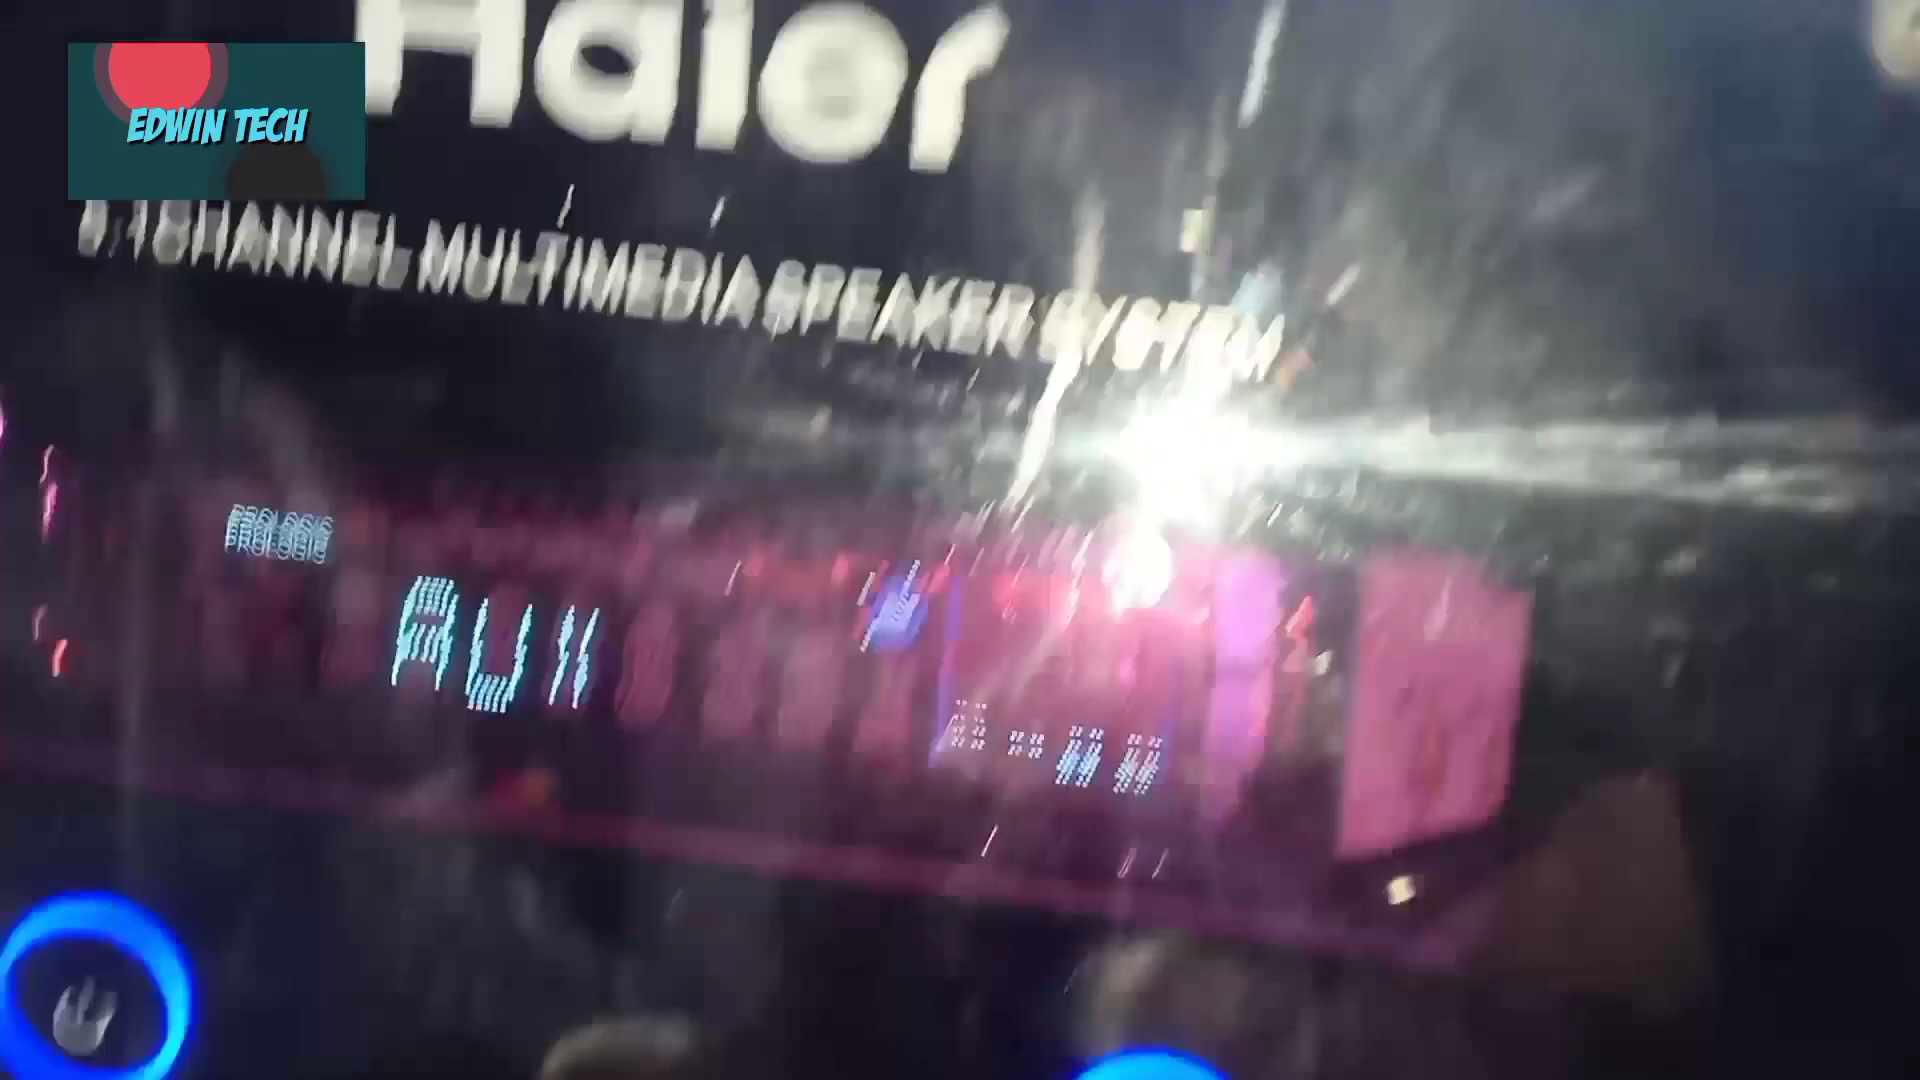 Haier
EDWIN TECH
CHANNEL MULTIMEDIA SPEAKER SYSTEM
PROLOGIC
AUX